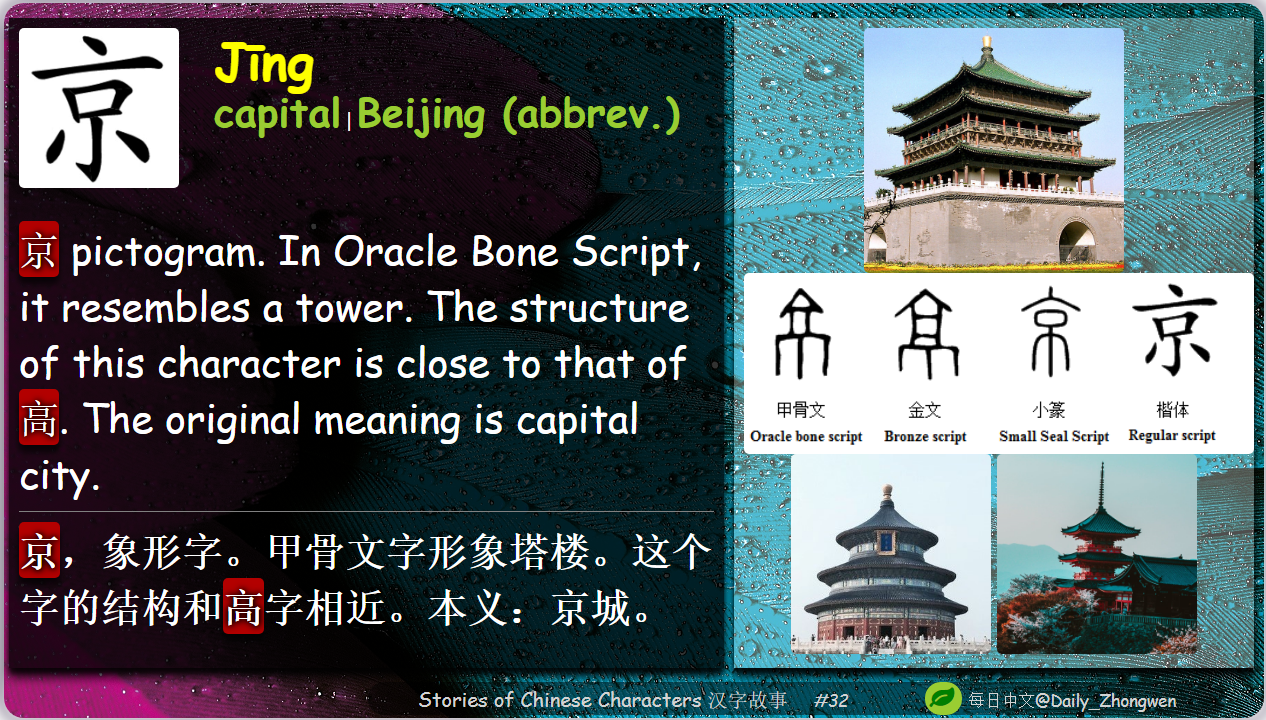 京
Jīng
capital | Beijing (abbrev.)
京 pictogram. In Oracle Bone Script,
it resembles a tower. The structure
of this character is close to that of
高. The original meaning is capital
city.
京，象形字。甲骨文字形象塔楼。这个
字的结构和高字相近。本义：京城。
京
甲骨文 金文 小篆 楷体
Oracle bone script Bronze script Small Seal Script Regular script
Stories of Chinese Characters 汉字故事 #32 每日中文@Daily_Zhongwen